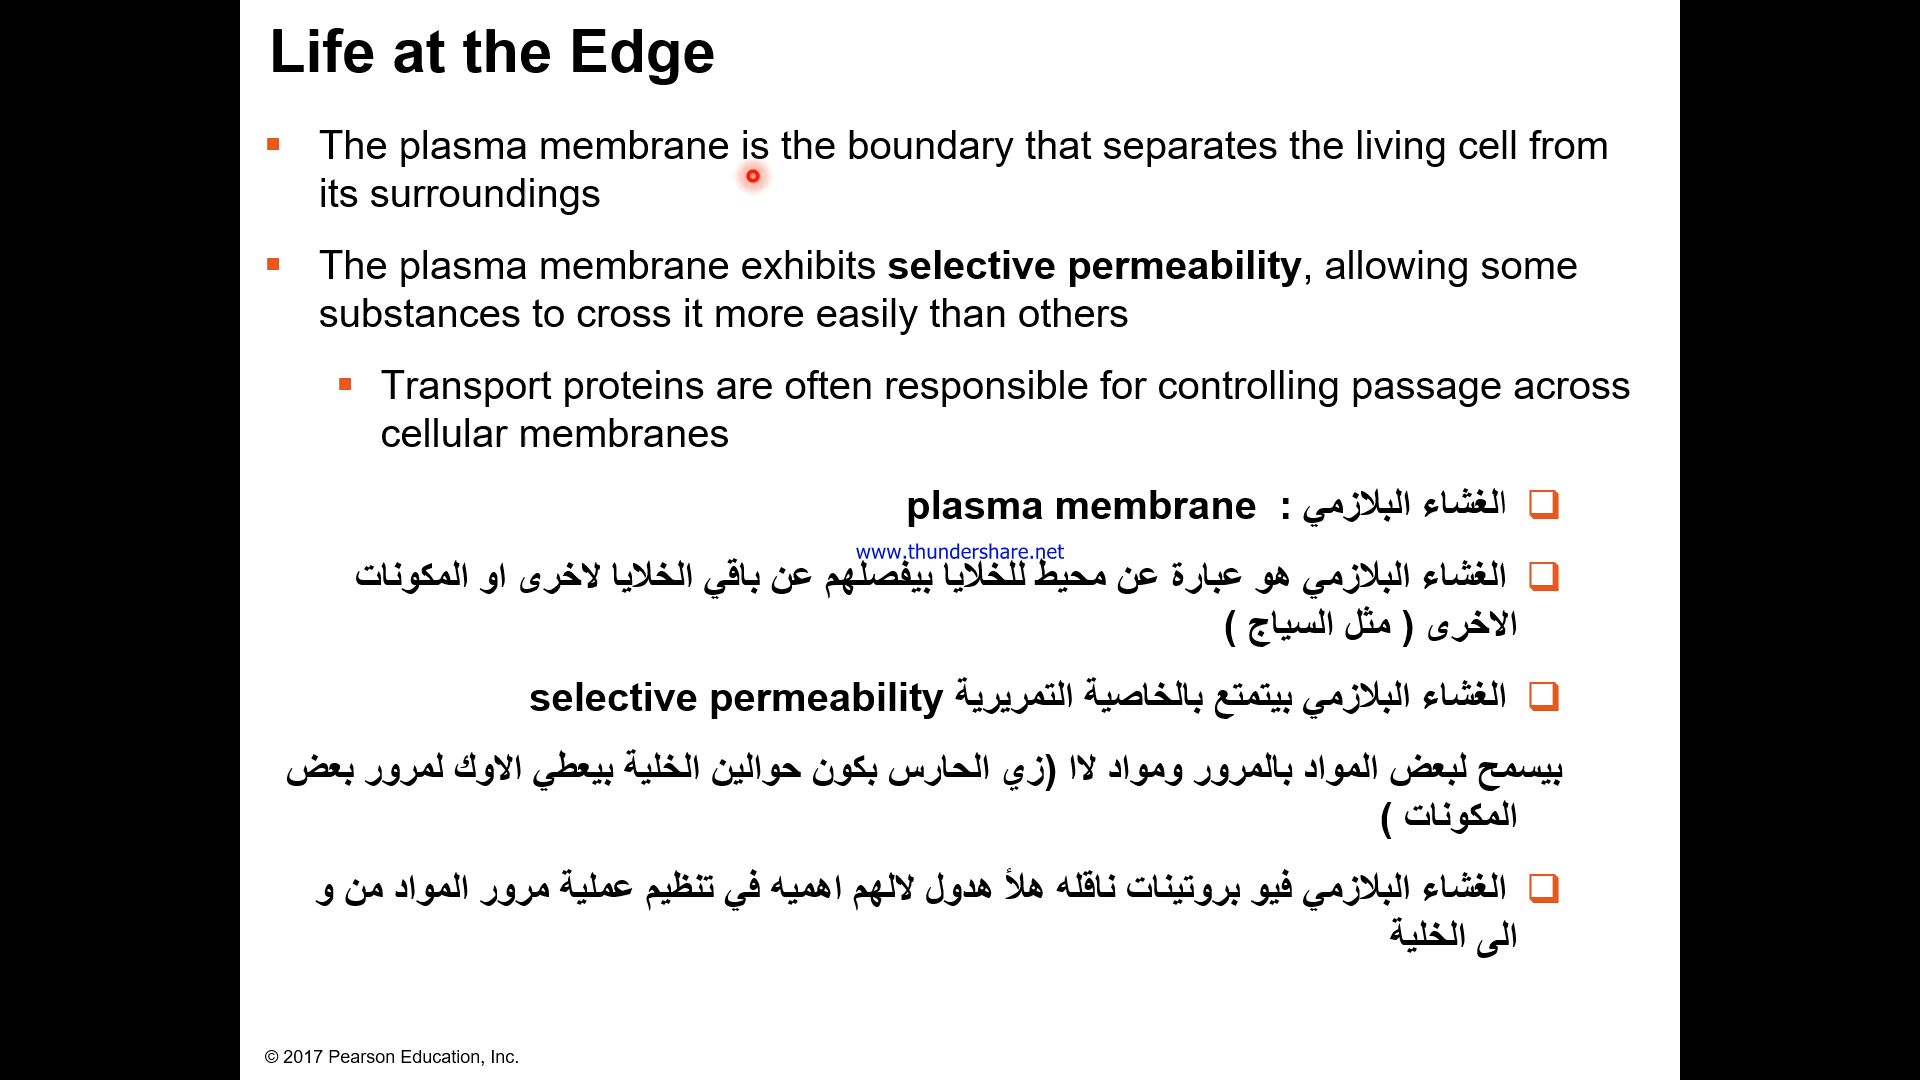 Life at the Edge
The plasma membrane is the boundary that separates the living cell from
its surroundings
The plasma membrane exhibits selective permeability, allowing some
substances to cross it more easily than others
Transport proteins are often responsible for controlling passage across
cellular membranes
الغشاء البلازمي : plasma membrane
www.thundershare.net
الغشاء البلازمي هو عبارة عن محيط للخلايا بيفصلهم عن باقي الخلايا لاخرى او المكونات
الاخرى ( مثل السياج )
الغشاء البلازمي بيتمتع بالخاصية التمريرية selective permeability
بيسمح لبعض المواد بالمرور ومواد لاا (زي الحارس بكون حوالين الخلية بيعطي الاوك لمرور بعض
المكونات )
الغشاء البلازمي فيو بروتينات ناقله هلأ هدول لالهم اهميه في تنظيم عملية مرور المواد من و
الى الخلية
© 2017 Pearson Education, Inc.